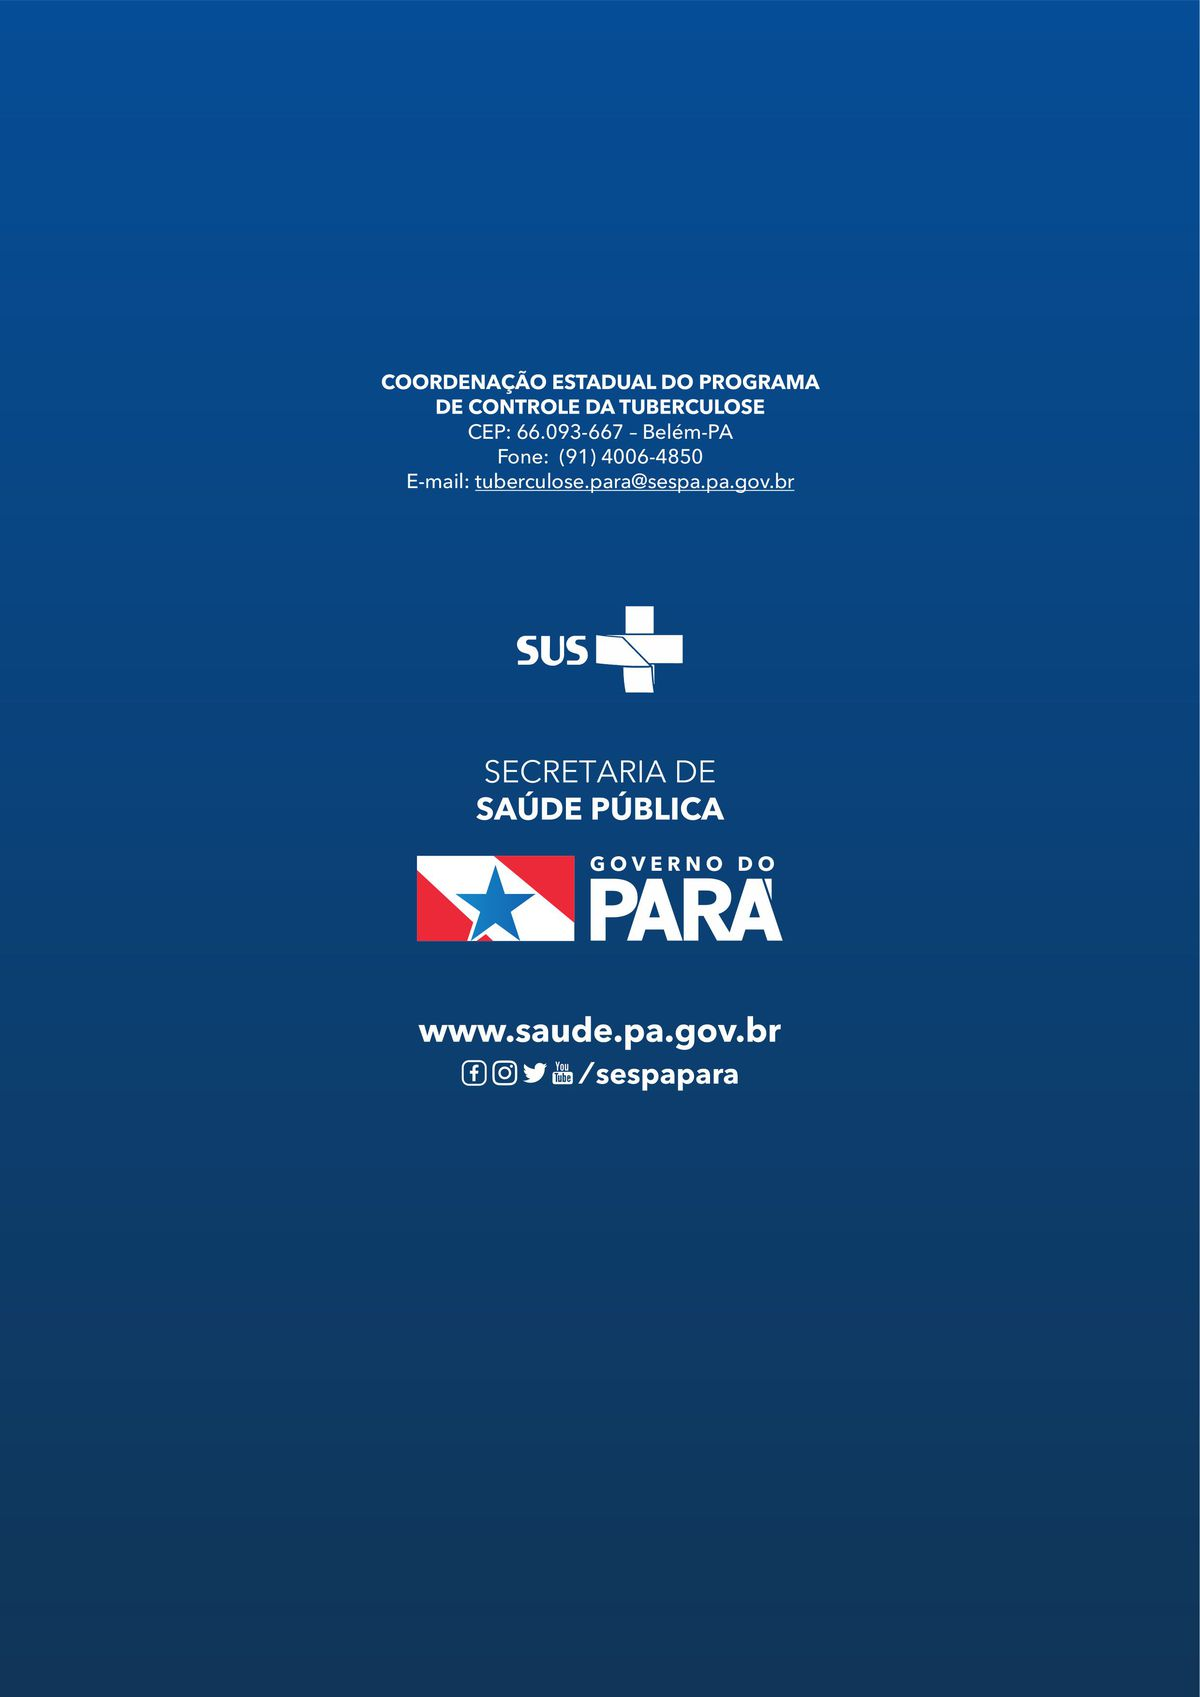 COORDENAÇÃO ESTADUAL DO PROGRAMA
DE CONTROLE DA TUBERCULOSE
CEP: 66.093-667 – Belém-PA
Fone: (91) 4006-4850
E-mail: tuberculose.para@sespa.pa.gov.br
SUS
SECRETARIA DE
SAÚDE PÚBLICA
GOVERNO DO
PARÁ
www.saude.pa.gov.br
You Tube /sespapara